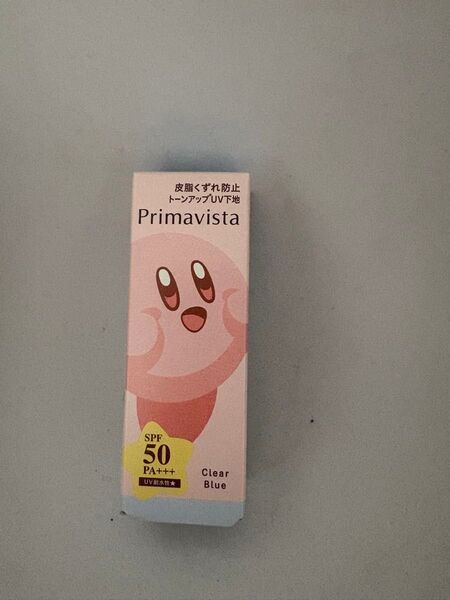 皮脂くずれ防止
トーンアップUV下地
Primavista
SPF
50
PA+++
UV耐水性★
Clear
Blue